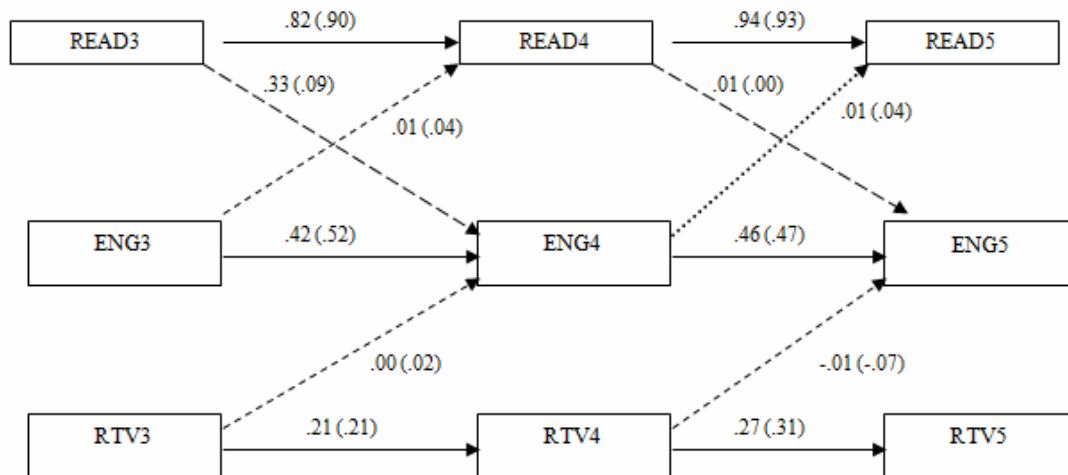 .82 (.90)
.94 (.93)
READ3
READ4
READ5
.33 (.09)
.01 (.00)
.01 (.04)
.01 (.04)
.42 (.52)
.46 (.47)
ENG3
ENG4
ENG5
.00 (.02)
-.01 (-.07)
.21 (.21)
.27 (.31)
RTV3
RTV4
RTV5